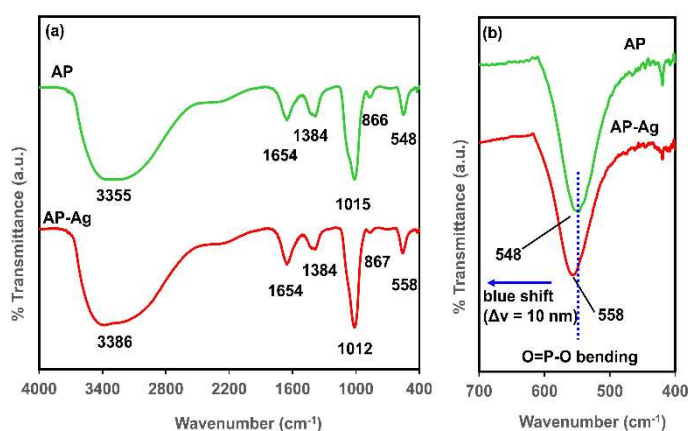 (a)
AP
3355
1654
1384
1015
866
548
AP-Ag
3386
1654
1384
1012
867
558
% Transmittance (a.u.)
4000 3400 2800 2200 1600 1000 400
Wavenumber (cm⁻¹)
(b)
AP
AP-Ag
548
558
blue shift
(Δν = 10 nm)
O=P-O bending
% Transmittance (a.u.)
700 600 500 400
Wavenumber (cm⁻¹)